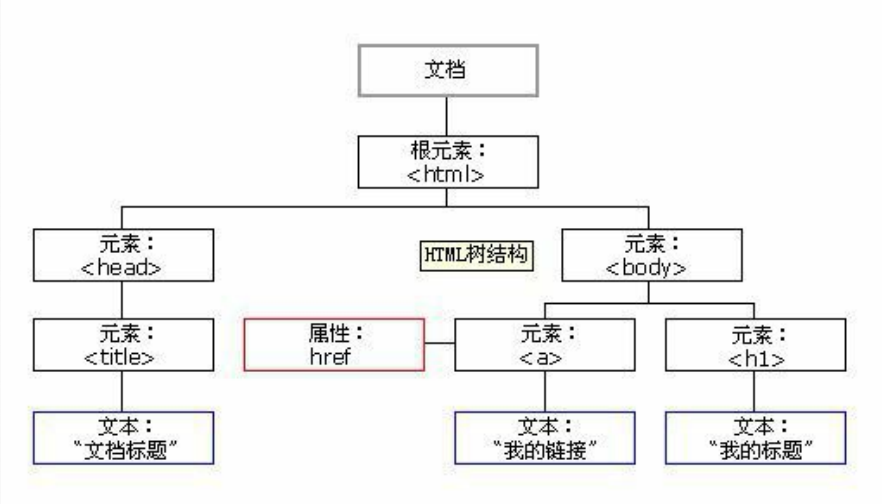 文档
根元素：
<html>
元素：
<head>
HTML树结构
元素：
<body>
元素：
<title>
属性：
href
元素：
<a>
元素：
<h1>
文本：
“文档标题”
文本：
“我的链接”
文本：
“我的标题”